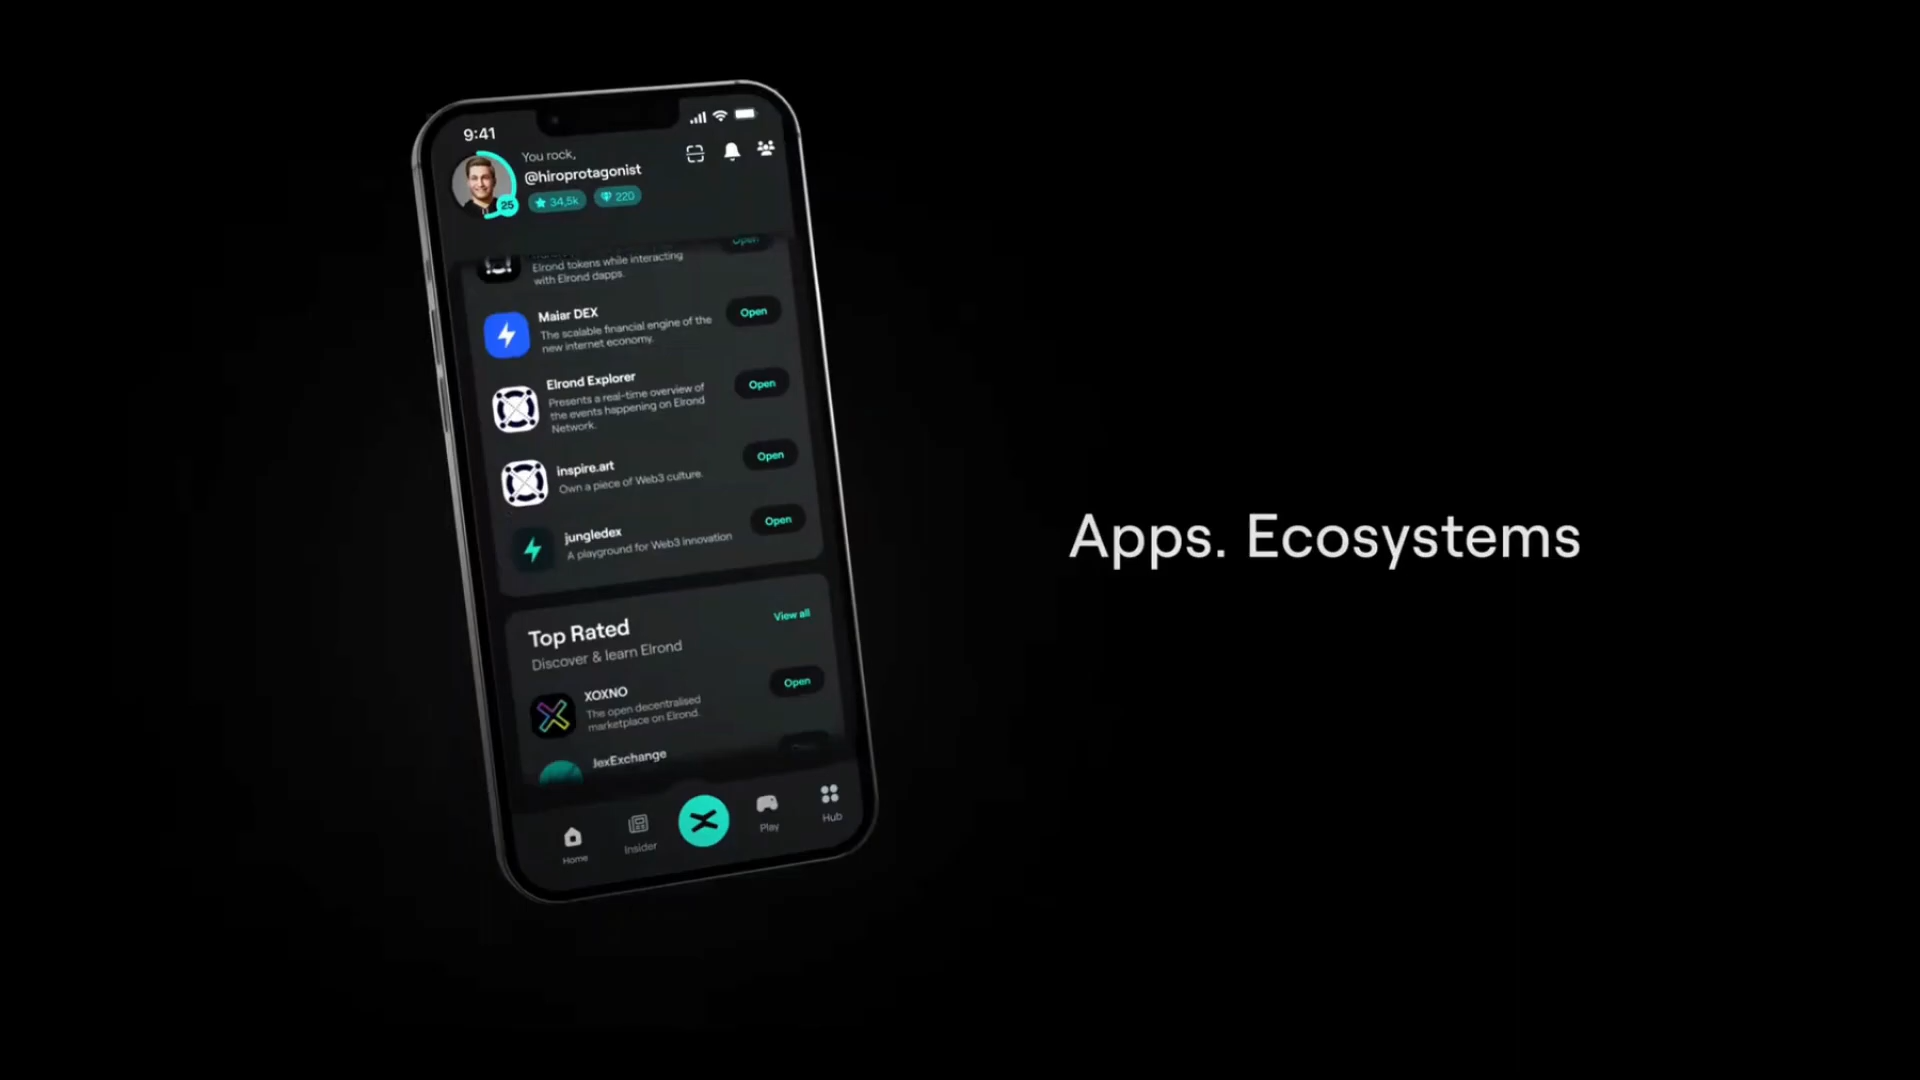 9:41
You rock,
@hiroprotagonist
25
34,5k
220
Open
Elrond tokens while interacting
with Elrond dapps.
Maiar DEX
The scalable financial engine of the
new internet economy.
Open
Elrond Explorer
Presents a real-time overview of
the events happening on Elrond
Network.
Open
inspire.art
Own a piece of Web3 culture.
Open
jungledex
A playground for Web3 innovation
Open
Top Rated
View all
Discover & learn Elrond
XOXNO
The open decentralised
marketplace on Elrond.
Open
JexExchange
Home
Insider
Play
Hub
Apps. Ecosystems